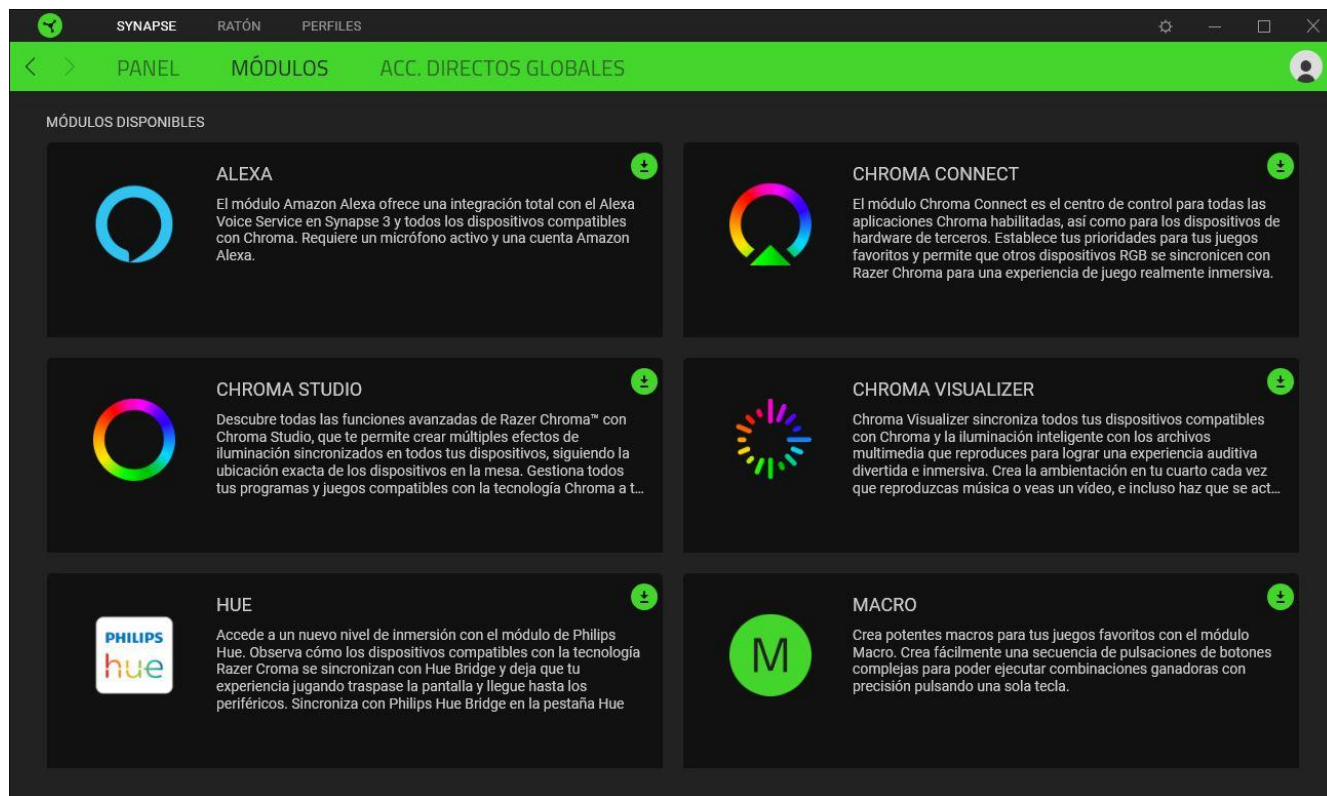 SYNAPSE RATÓN PERFILES
PANEL MÓDULOS ACC. DIRECTOS GLOBALES
MÓDULOS DISPONIBLES
ALEXA
El módulo Amazon Alexa ofrece una integración total con el Alexa
Voice Service en Synapse 3 y todos los dispositivos compatibles
con Chroma. Requiere un micrófono activo y una cuenta Amazon
Alexa.
CHROMA CONNECT
El módulo Chroma Connect es el centro de control para todas las
aplicaciones Chroma habilitadas, así como para los dispositivos de
hardware de terceros. Establece tus prioridades para tus juegos
favoritos y permite que otros dispositivos RGB se sincronicen con
Razer Chroma para una experiencia de juego realmente inmersiva.
CHROMA STUDIO
Descubre todas las funciones avanzadas de Razer Chroma™ con
Chroma Studio, que te permite crear múltiples efectos de
iluminación sincronizados en todos tus dispositivos, siguiendo la
ubicación exacta de los dispositivos en la mesa. Gestiona todos
tus programas y juegos compatibles con la tecnología Chroma a t...
CHROMA VISUALIZER
Chroma Visualizer sincroniza todos tus dispositivos compatibles
con Chroma y la iluminación inteligente con los archivos
multimedia que reproduces para lograr una experiencia auditiva
divertida e inmersiva. Crea la ambientación en tu cuarto cada vez
que reproduzcas música o veas un vídeo, e incluso haz que se act...
PHILIPS
hue
HUE
Accede a un nuevo nivel de inmersión con el módulo de Philips
Hue. Observa cómo los dispositivos compatibles con la tecnología
Razer Croma se sincronizan con Hue Bridge y deja que tu
experiencia jugando traspase la pantalla y llegue hasta los
periféricos. Sincroniza con Philips Hue Bridge en la pestaña Hue
M
MACRO
Crea potentes macros para tus juegos favoritos con el módulo
Macro. Crea fácilmente una secuencia de pulsaciones de botones
complejas para poder ejecutar combinaciones ganadoras con
precisión pulsando una sola tecla.